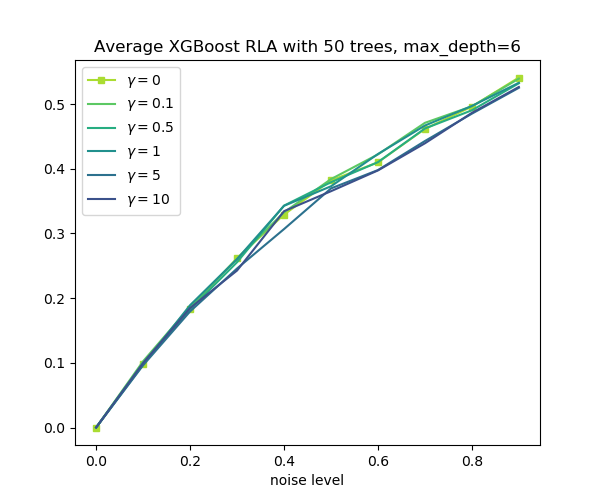 Average XGBoost RLA with 50 trees, max_depth=6
γ = 0
γ = 0.1
γ = 0.5
γ = 1
γ = 5
γ = 10
0.5
0.4
0.3
0.2
0.1
0.0
0.0 0.2 0.4 0.6 0.8
noise level